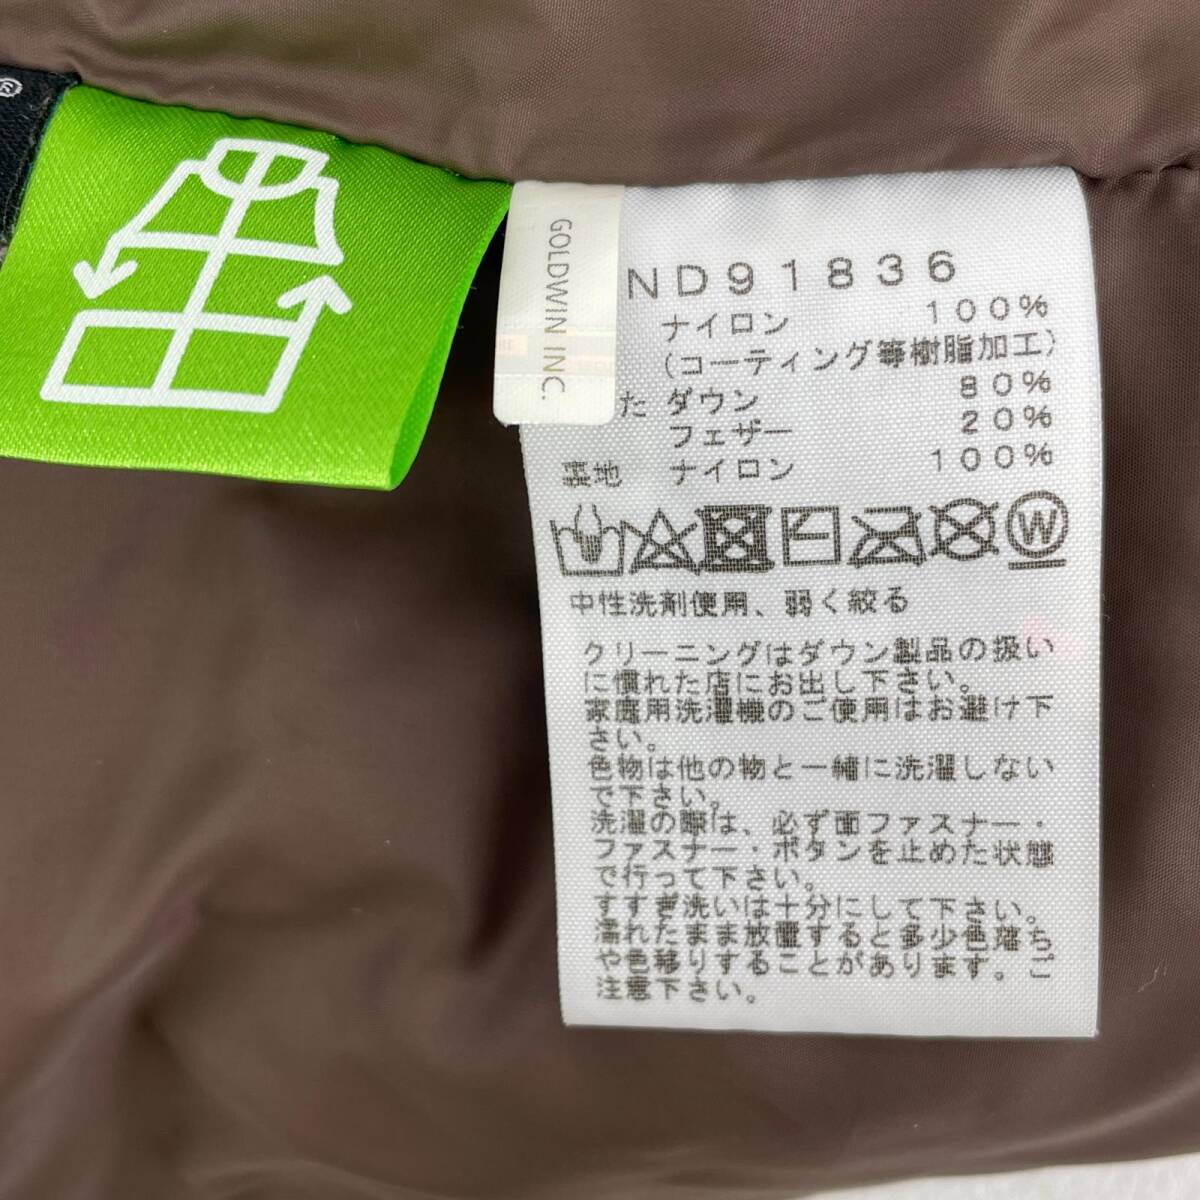 ®
GOLDWIN INC.
ND91836
ナイロン 100%
(コーティング等樹脂加工)
た ダウン 80%
フェザー 20%
裏地 ナイロン 100%
W
中性洗剤使用、弱く絞る
クリーニングはダウン製品の扱い
に慣れた店にお出し下さい。
家庭用洗濯機のご使用はお避け下
さい。
色物は他の物と一緒に洗濯しない
で下さい。
洗濯の際は、必ず面ファスナー・
ファスナー・ボタンを止めた状態
で行って下さい。
すすぎ洗いは十分にして下さい。
濡れたまま放置すると多少色落ち
や色移りすることがあります。ご
注意下さい。